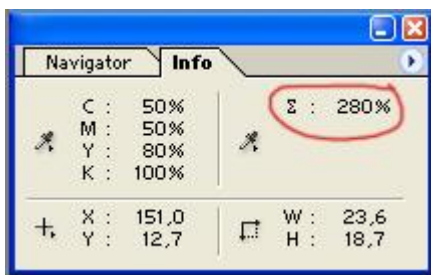 Navigator Info
C : 50%
M : 50%
Y : 80%
K : 100%
Σ : 280%
X : 151,0
Y : 12,7
W : 23,6
H : 18,7